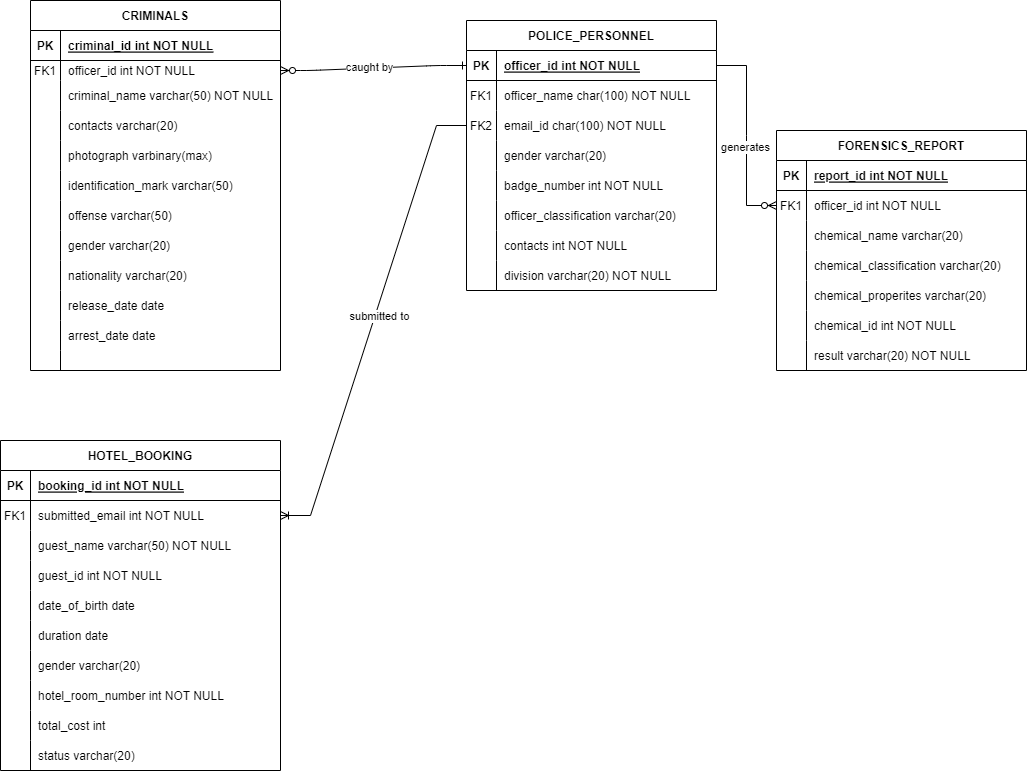 CRIMINALS
PK criminal_id int NOT NULL
FK1 officer_id int NOT NULL
criminal_name varchar(50) NOT NULL
contacts varchar(20)
photograph varbinary(max)
identification_mark varchar(50)
offense varchar(50)
gender varchar(20)
nationality varchar(20)
release_date date
arrest_date date
caught by
POLICE_PERSONNEL
PK officer_id int NOT NULL
FK1 officer_name char(100) NOT NULL
FK2 email_id char(100) NOT NULL
gender varchar(20)
badge_number int NOT NULL
officer_classification varchar(20)
contacts int NOT NULL
division varchar(20) NOT NULL
generates
FORENSICS_REPORT
PK report_id int NOT NULL
FK1 officer_id int NOT NULL
chemical_name varchar(20)
chemical_classification varchar(20)
chemical_properites varchar(20)
chemical_id int NOT NULL
result varchar(20) NOT NULL
submitted to
HOTEL_BOOKING
PK booking_id int NOT NULL
FK1 submitted_email int NOT NULL
guest_name varchar(50) NOT NULL
guest_id int NOT NULL
date_of_birth date
duration date
gender varchar(20)
hotel_room_number int NOT NULL
total_cost int
status varchar(20)